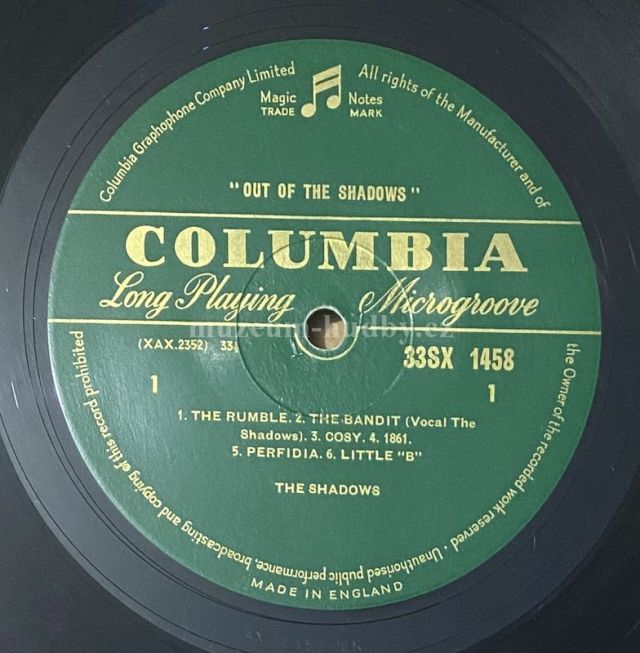 Columbia Graphophone Company Limited
All rights of the Manufacturer and of
the Owner of the recorded work reserved · Unauthorised public performance, broadcasting and copying of this record prohibited
Magic Notes
TRADE MARK
"OUT OF THE SHADOWS"
COLUMBIA
Long Playing Microgroove
muzeum-hudby.cz
(XAX.2352) 33⅓
33SX 1458
1 1
1. THE RUMBLE. 2. THE BANDIT (Vocal The
Shadows). 3. COSY. 4. 1861.
5. PERFIDIA. 6. LITTLE "B"
THE SHADOWS
MADE IN ENGLAND